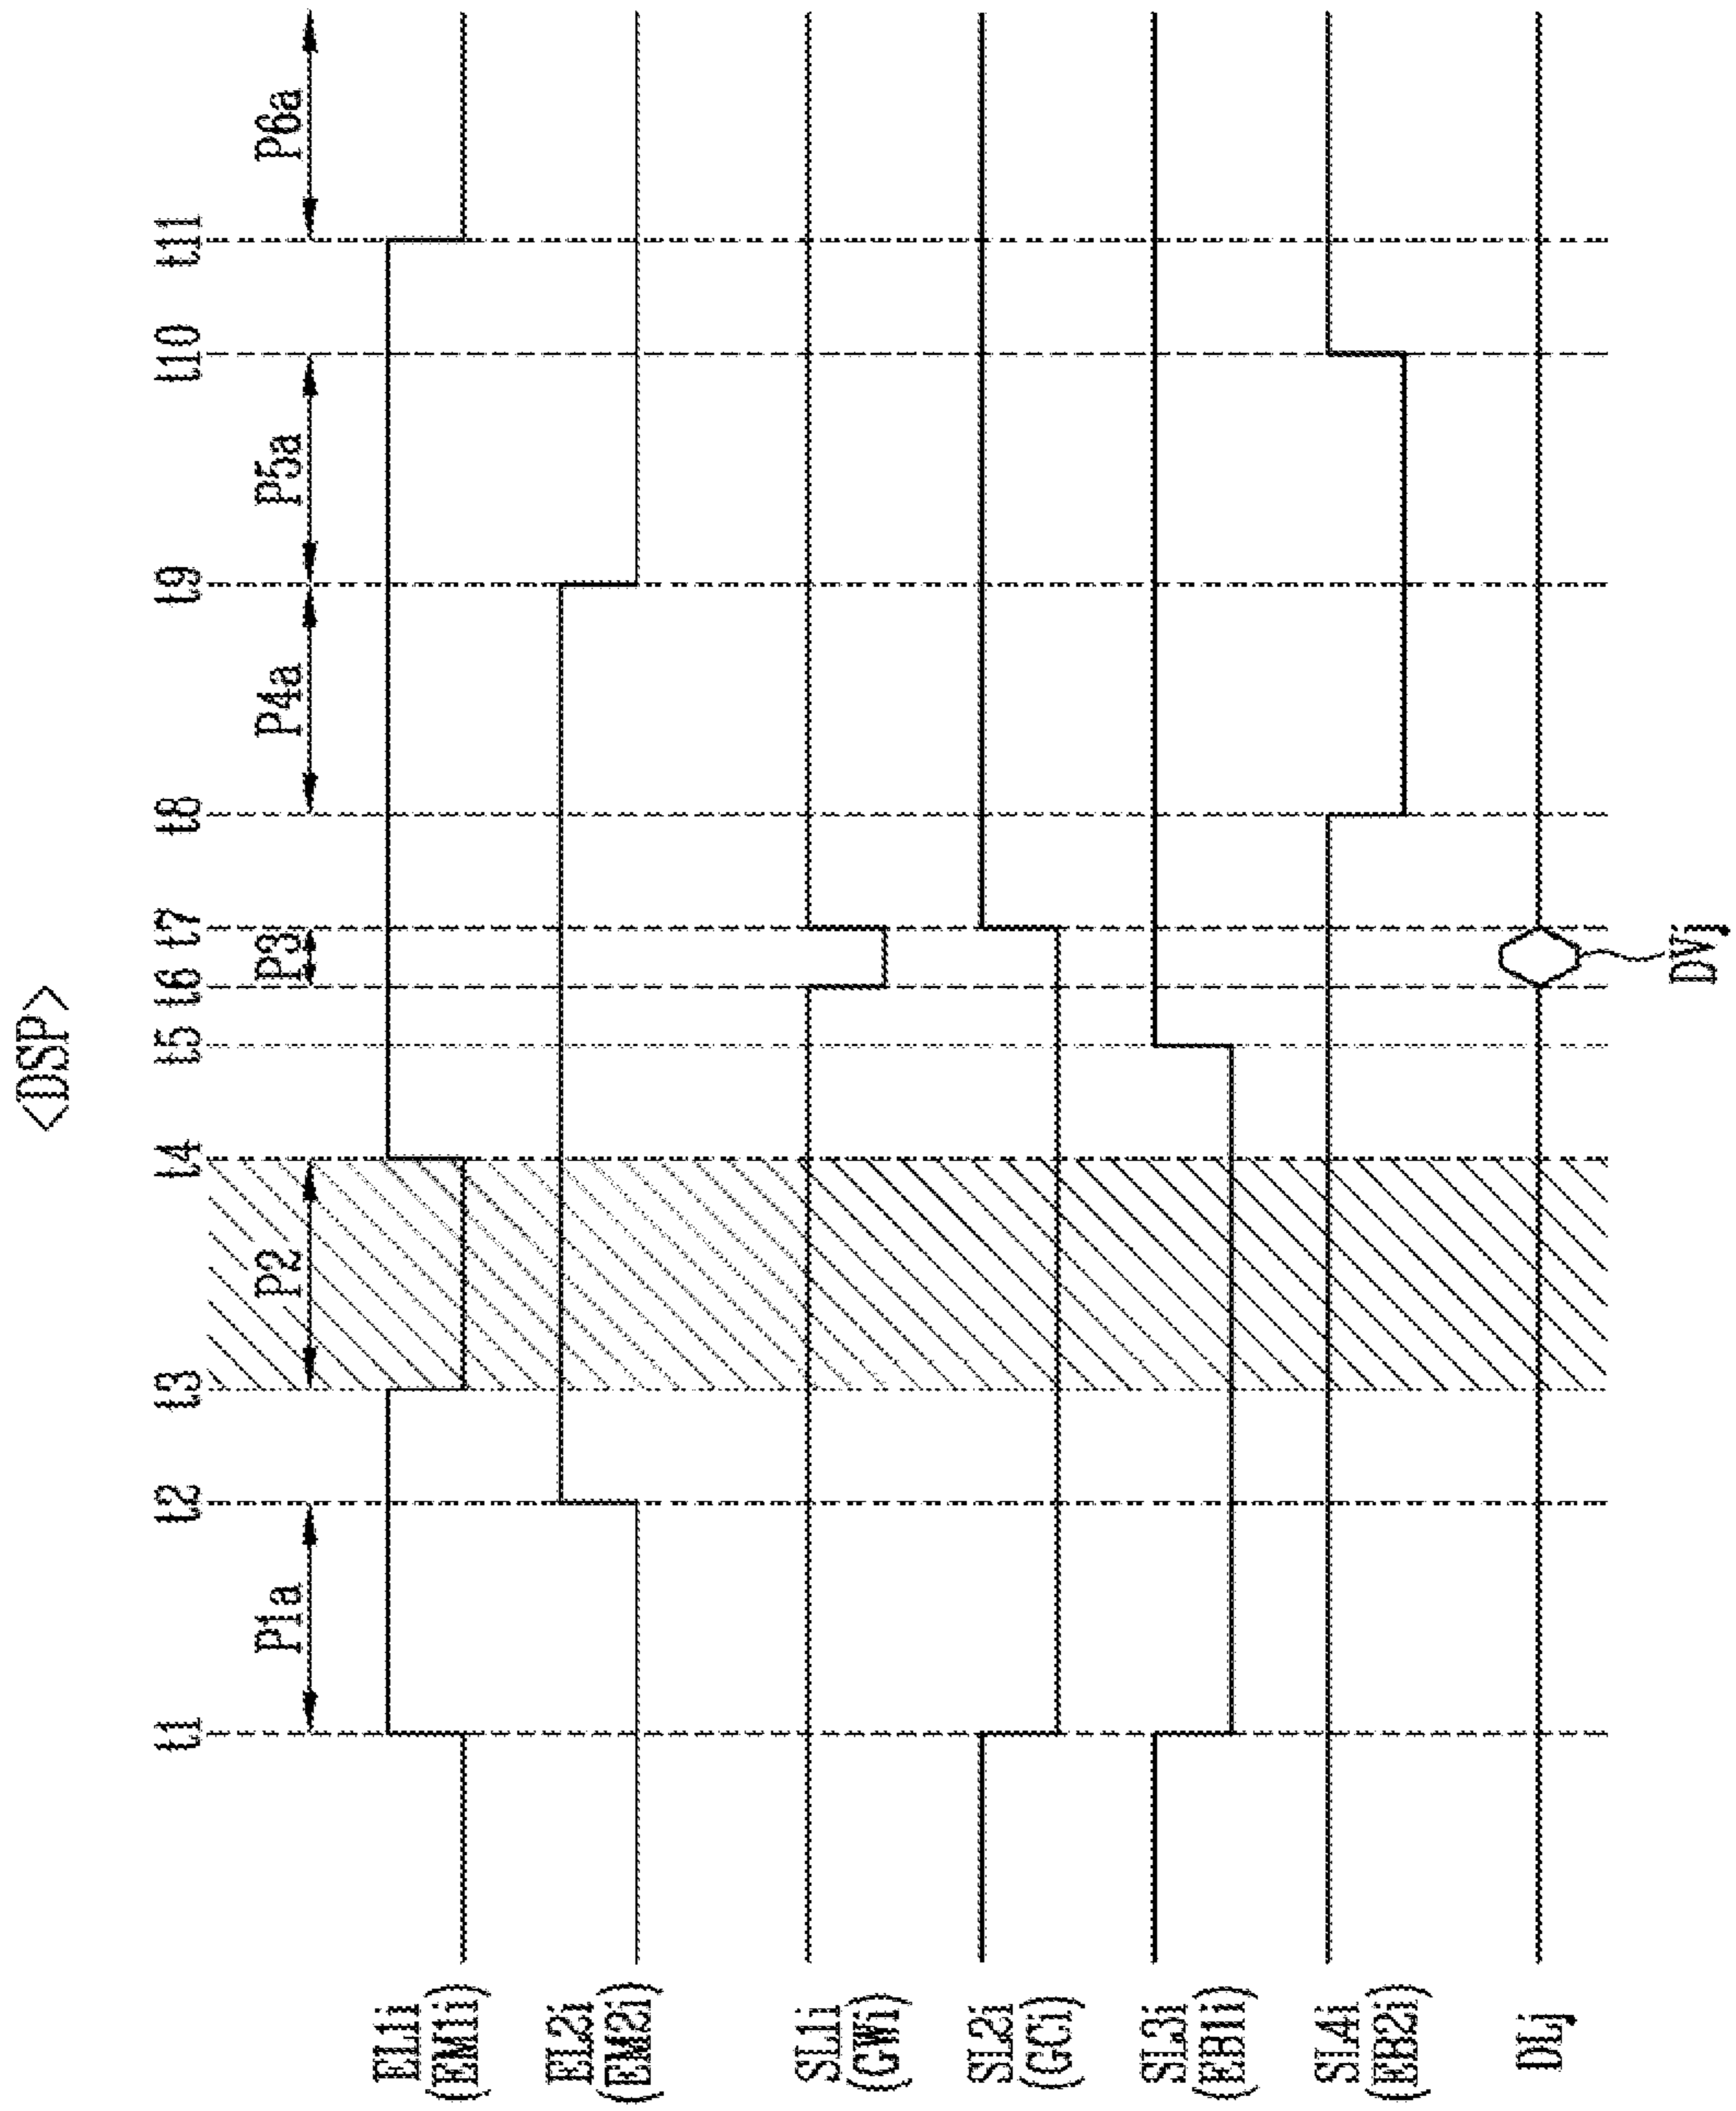 <DSP>
t1 t2 t3 t4 t5 t6 t7 t8 t9 t10 t11
P1a P2 P3 P4a P5a P6a
EL1i
(EM1i)
EL2i
(EM2i)
SL1i
(GWi)
SL2i
(GCi)
SL3i
(EB1i)
SL4i
(EB2i)
DLj
DVj